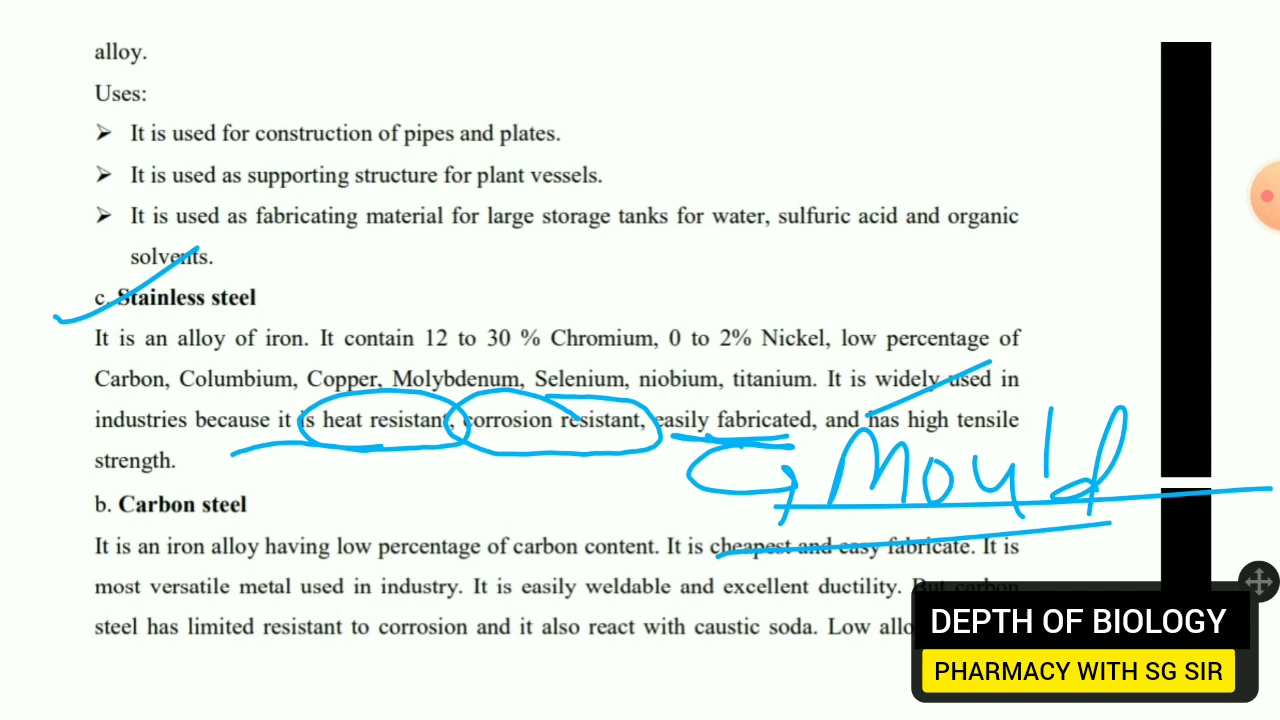 alloy.
Uses:
➢ It is used for construction of pipes and plates.
➢ It is used as supporting structure for plant vessels.
➢ It is used as fabricating material for large storage tanks for water, sulfuric acid and organic
solvents.
c. Stainless steel
It is an alloy of iron. It contain 12 to 30 % Chromium, 0 to 2% Nickel, low percentage of
Carbon, Columbium, Copper, Molybdenum, Selenium, niobium, titanium. It is widely used in
industries because it is heat resistant, corrosion resistant, easily fabricated, and has high tensile
strength.
Mould
b. Carbon steel
It is an iron alloy having low percentage of carbon content. It is cheapest and easy fabricate. It is
most versatile metal used in industry. It is easily weldable and excellent ductility. But carbon
steel has limited resistant to corrosion and it also react with caustic soda. Low allo
DEPTH OF BIOLOGY
PHARMACY WITH SG SIR